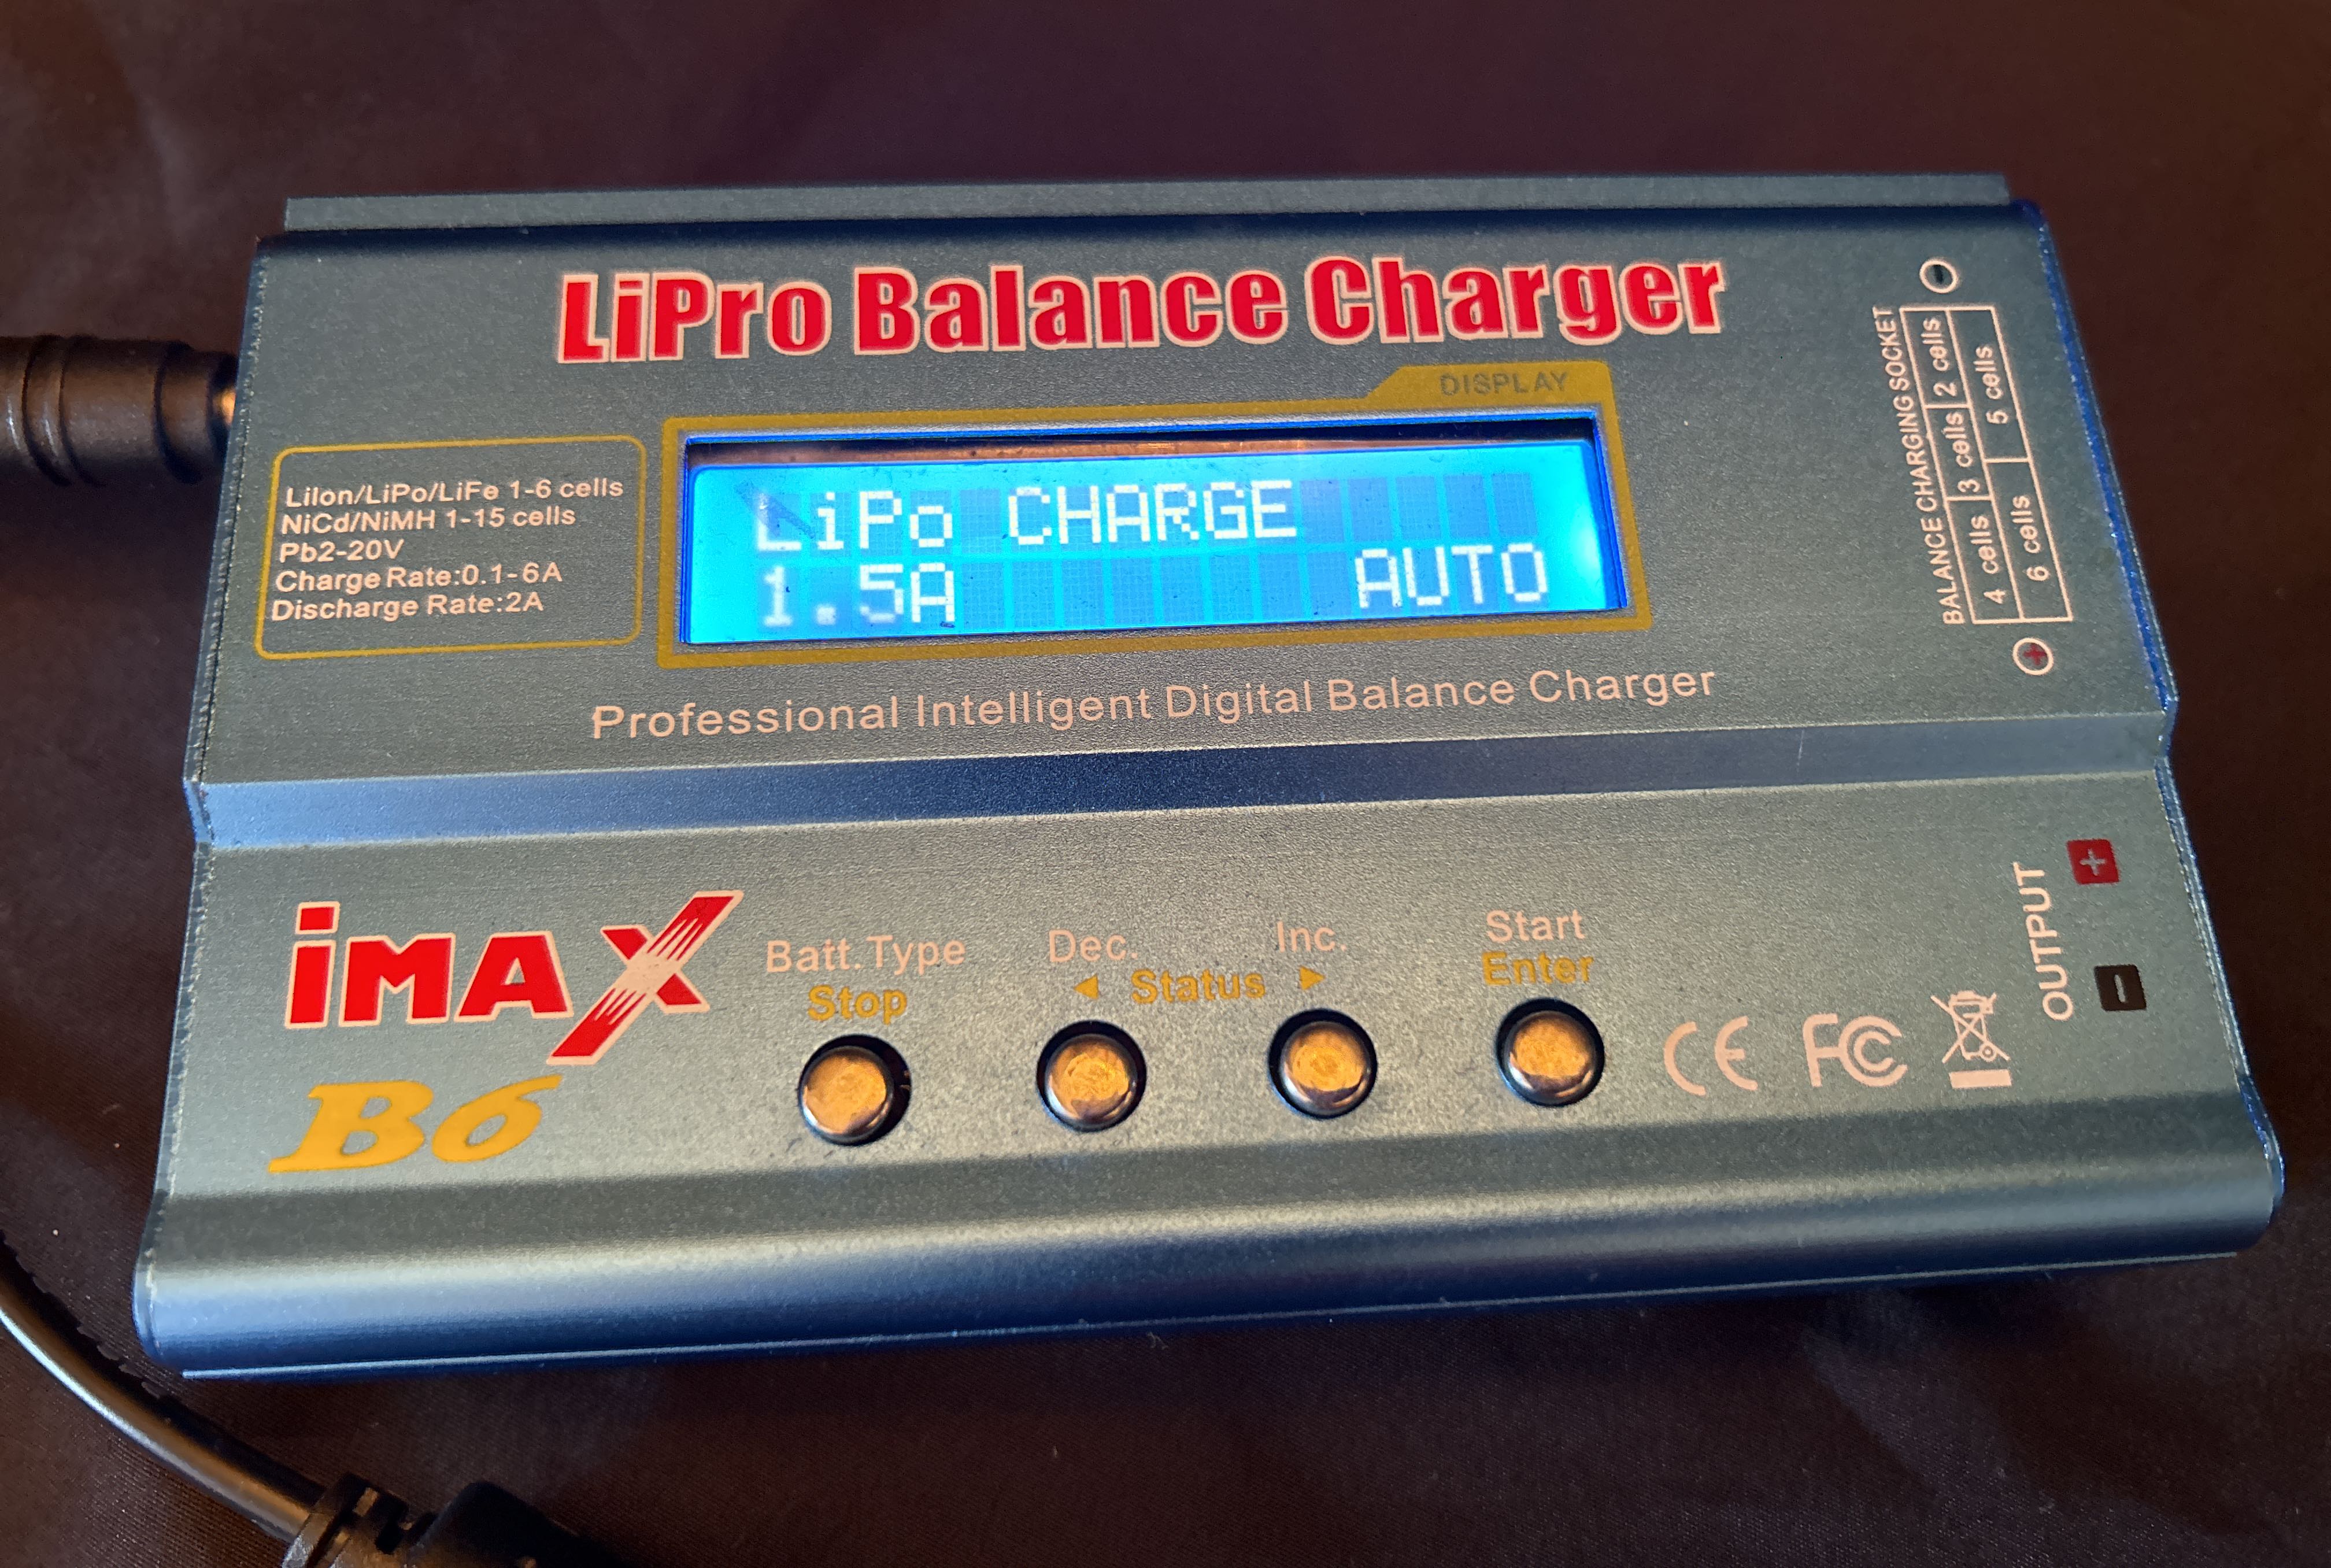 LiPro Balance Charger
DISPLAY
LiPo CHARGE
1.5A AUTO
LiIon/LiPo/LiFe 1-6 cells
NiCd/NiMH 1-15 cells
Pb2-20V
Charge Rate:0.1-6A
Discharge Rate:2A
BALANCE CHARGING SOCKET
4 cells 3 cells 2 cells
6 cells 5 cells
Professional Intelligent Digital Balance Charger
iMAX
B6
Batt.Type
Stop
Dec. Inc.
◄ Status ►
Start
Enter
CE FC
OUTPUT
+
-